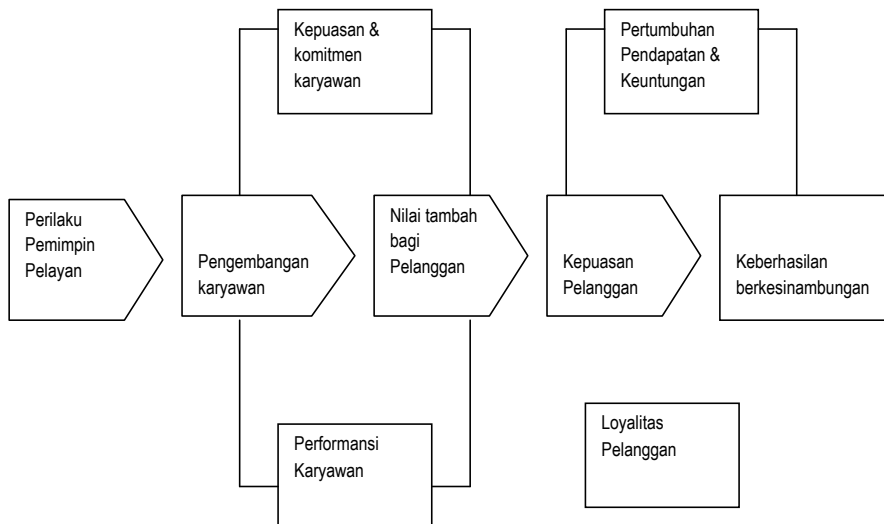 Kepuasan &
komitmen
karyawan
Pertumbuhan
Pendapatan &
Keuntungan
Perilaku
Pemimpin
Pelayan
Pengembangan
karyawan
Nilai tambah
bagi
Pelanggan
Kepuasan
Pelanggan
Keberhasilan
berkesinambungan
Performansi
Karyawan
Loyalitas
Pelanggan